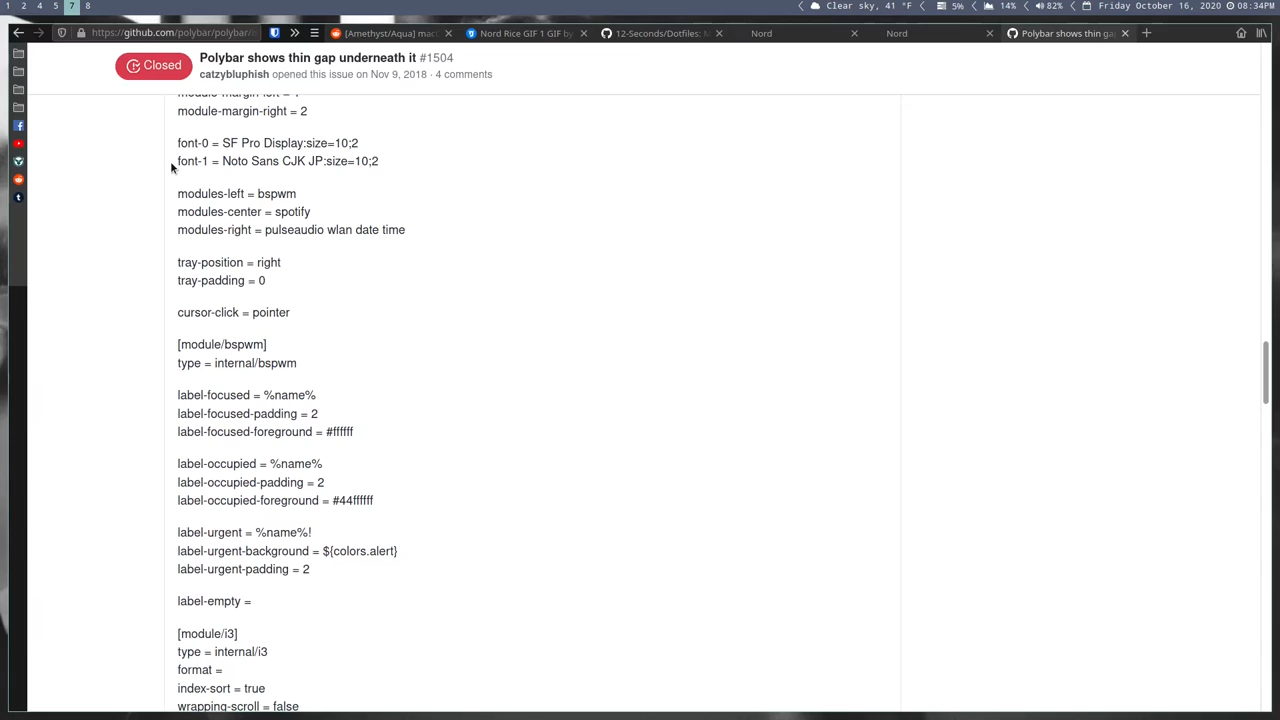 1 2 4 5 7 8
Clear sky, 41 °F 5% 14% 82% Friday October 16, 2020 08:34PM
https://github.com/polybar/polybar/
[Amethyst/Aqua] mac
Nord Rice GIF 1 GIF by
12-Seconds/Dotfiles: M
Nord
Nord
Polybar shows thin gap
Closed
Polybar shows thin gap underneath it #1504
catzybluphish opened this issue on Nov 9, 2018 · 4 comments
module-margin-right = 2
font-0 = SF Pro Display:size=10;2
font-1 = Noto Sans CJK JP:size=10;2
modules-left = bspwm
modules-center = spotify
modules-right = pulseaudio wlan date time
tray-position = right
tray-padding = 0
cursor-click = pointer
[module/bspwm]
type = internal/bspwm
label-focused = %name%
label-focused-padding = 2
label-focused-foreground = #ffffff
label-occupied = %name%
label-occupied-padding = 2
label-occupied-foreground = #44ffffff
label-urgent = %name%!
label-urgent-background = ${colors.alert}
label-urgent-padding = 2
label-empty =
[module/i3]
type = internal/i3
format =
index-sort = true
wrapping-scroll = false